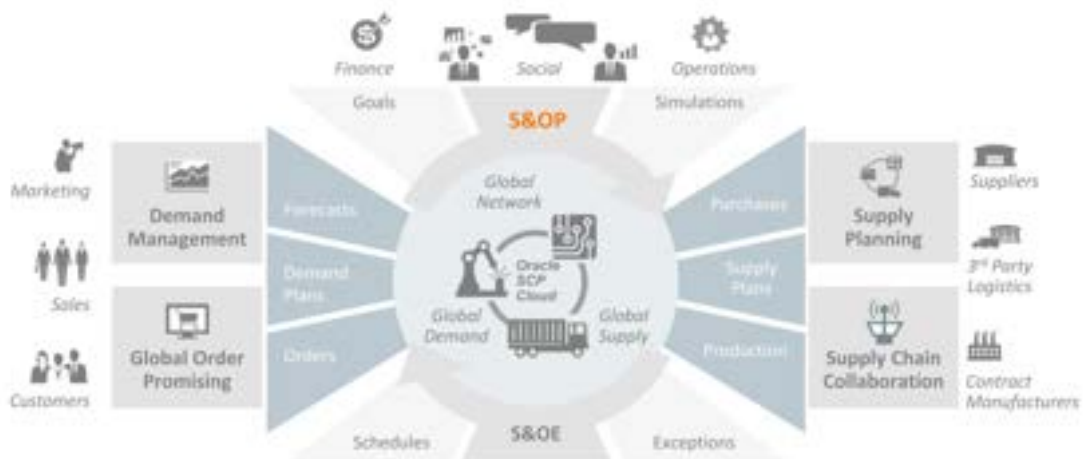 Finance
Social
Operations
Goals
S&OP
Simulations
Marketing
Demand
Management
Forecasts
Global
Network
Purchases
Supply
Planning
Suppliers
Sales
Demand
Plans
Oracle
SCP
Cloud
Supply
Plans
3rd Party
Logistics
Global
Demand
Global
Supply
Customers
Global Order
Promising
Orders
Production
Supply Chain
Collaboration
Contract
Manufacturers
Schedules
S&OE
Exceptions